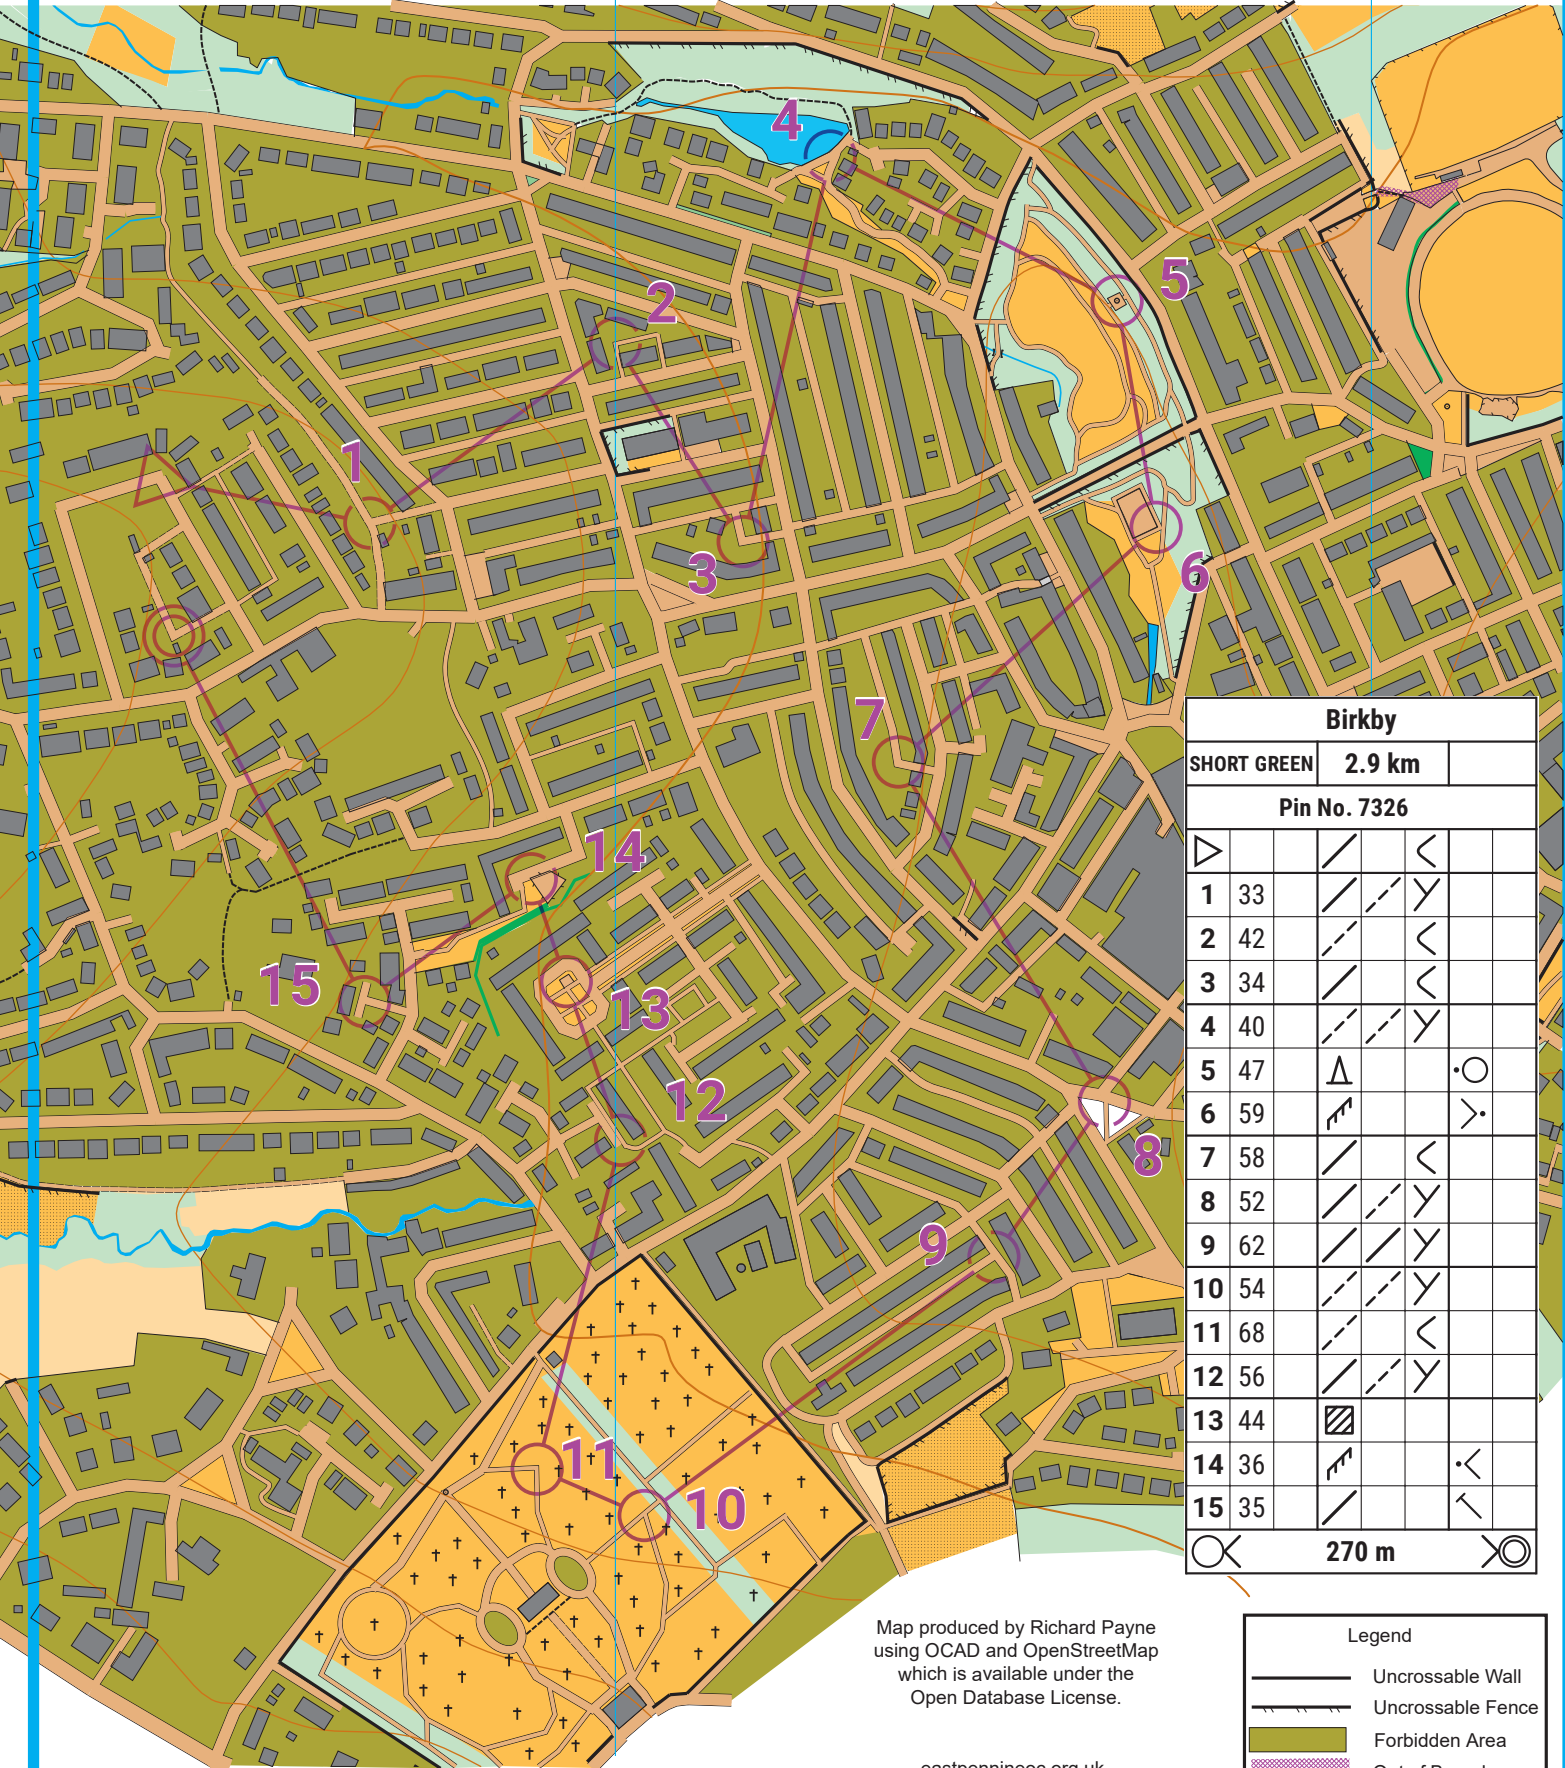 1
2
3
4
5
6
7
8
9
10
11
12
13
14
15
Birkby
SHORT GREEN 2.9 km
Pin No. 7326
1 33
2 42
3 34
4 40
5 47
6 59
7 58
8 52
9 62
10 54
11 68
12 56
13 44
14 36
15 35
270 m
Map produced by Richard Payne
using OCAD and OpenStreetMap
which is available under the
Open Database License.
Legend
Uncrossable Wall
Uncrossable Fence
Forbidden Area